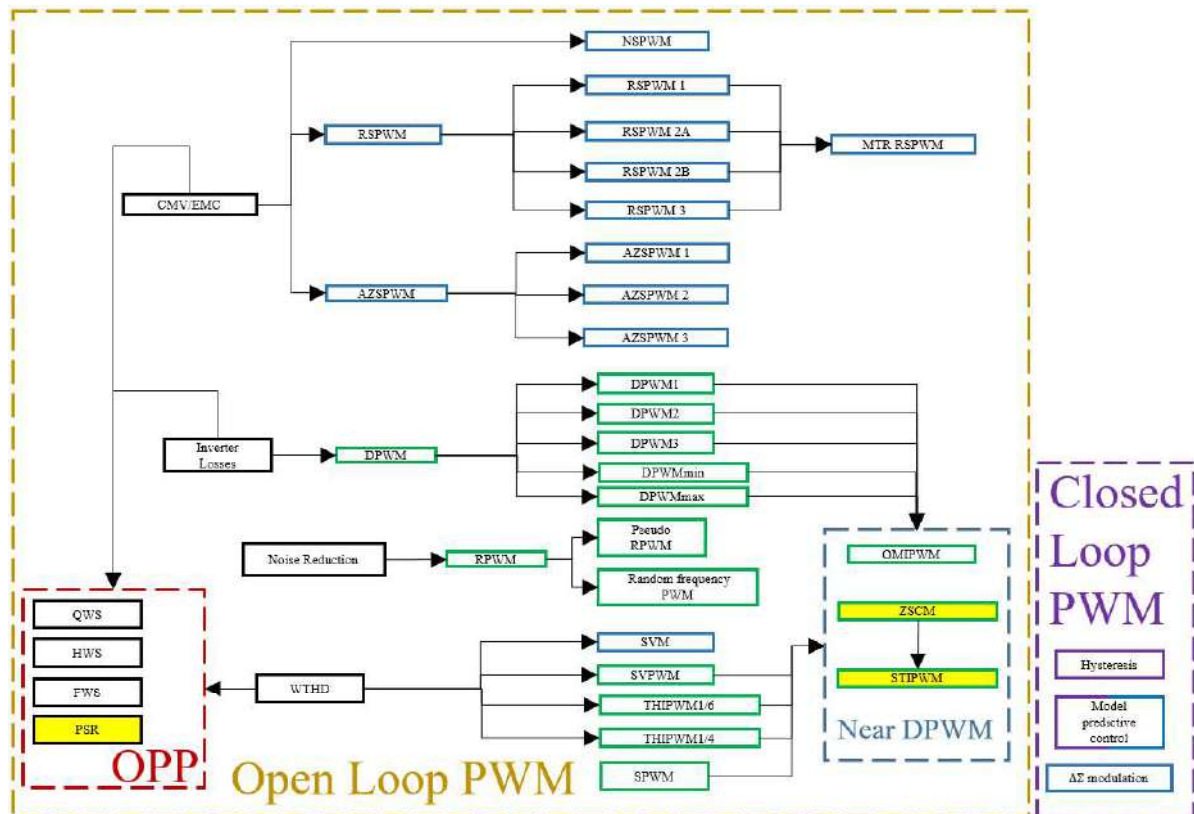 NSPWM
RSPWM 1
RSPWM
RSPWM 2A
MTR RSPWM
RSPWM 2B
CMV/EMC
RSPWM 3
AZSPWM 1
AZSPWM
AZSPWM 2
AZSPWM 3
DPWM1
DPWM2
DPWM3
Inverter
Losses
DPWM
DPWMmin
DPWMmax
Pseudo
RPWM
Noise Reduction
RPWM
Random frequency
PWM
OMIPWM
ZSCM
STIPWM
Near DPWM
QWS
HWS
FWS
PSR
OPP
WTHD
SVM
SVPWM
THIPWM1/6
THIPWM1/4
SPWM
Open Loop PWM
Closed
Loop
PWM
Hysteresis
Model
predictive
control
ΔΣ modulation